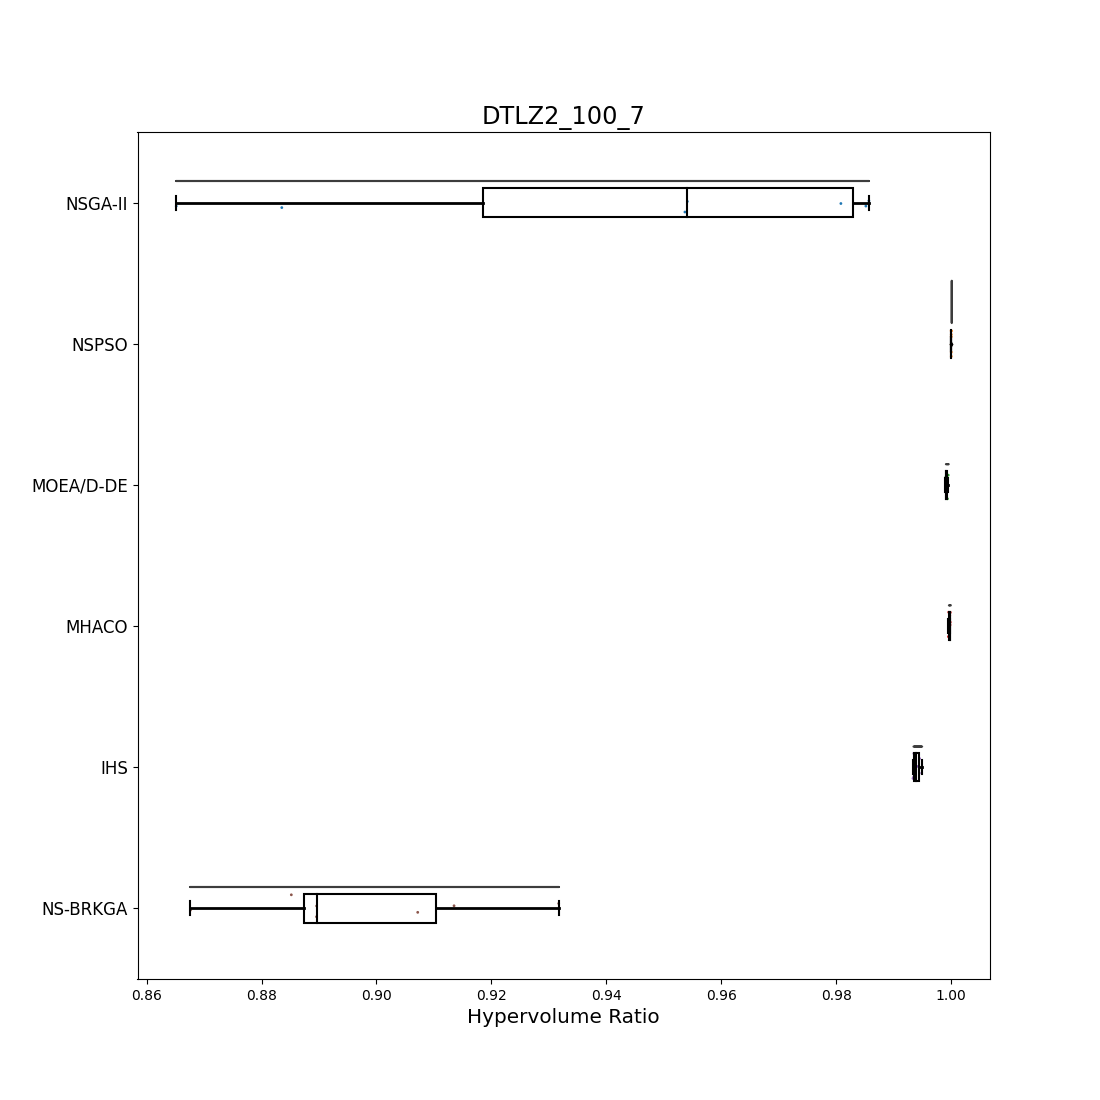 DTLZ2_100_7
NSGA-II
NSPSO
MOEA/D-DE
MHACO
IHS
NS-BRKGA
0.86 0.88 0.90 0.92 0.94 0.96 0.98 1.00
Hypervolume Ratio